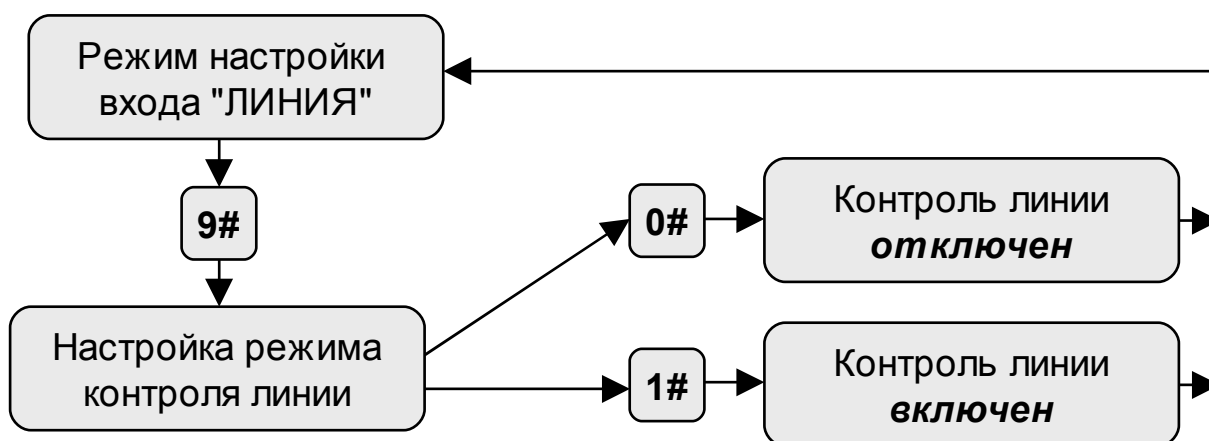 Режим настройки
входа "ЛИНИЯ"
9#
0#
Контроль линии
отключен
Настройка режима
контроля линии
1#
Контроль линии
включен